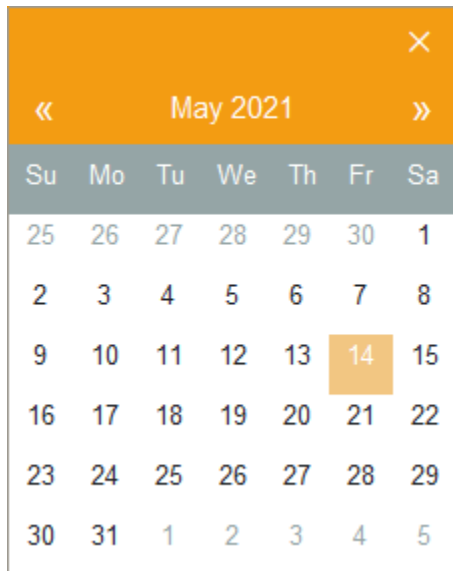 ×
« May 2021 »
Su Mo Tu We Th Fr Sa
25 26 27 28 29 30 1
2 3 4 5 6 7 8
9 10 11 12 13 14 15
16 17 18 19 20 21 22
23 24 25 26 27 28 29
30 31 1 2 3 4 5